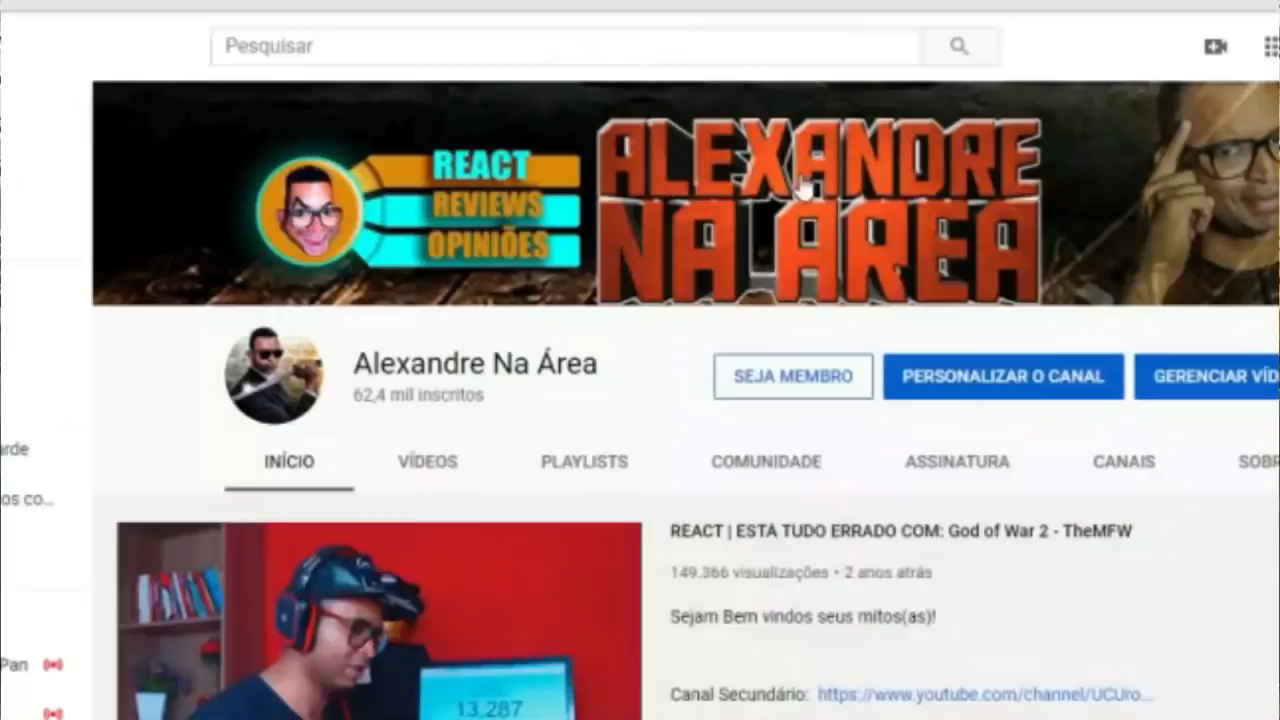 Pesquisar
REACT
REVIEWS
OPINIÕES
ALEXANDRE
NA ÁREA
Alexandre Na Área
62,4 mil inscritos
SEJA MEMBRO
PERSONALIZAR O CANAL
GERENCIAR VÍD
INÍCIO
VÍDEOS
PLAYLISTS
COMUNIDADE
ASSINATURA
CANAIS
SOBR
arde
os co...
Pan
REACT | ESTÁ TUDO ERRADO COM: God of War 2 - TheMFW
149.366 visualizações • 2 anos atrás
Sejam Bem vindos seus mitos(as)!
Canal Secundário: https://www.youtube.com/channel/UCUro...
13,287